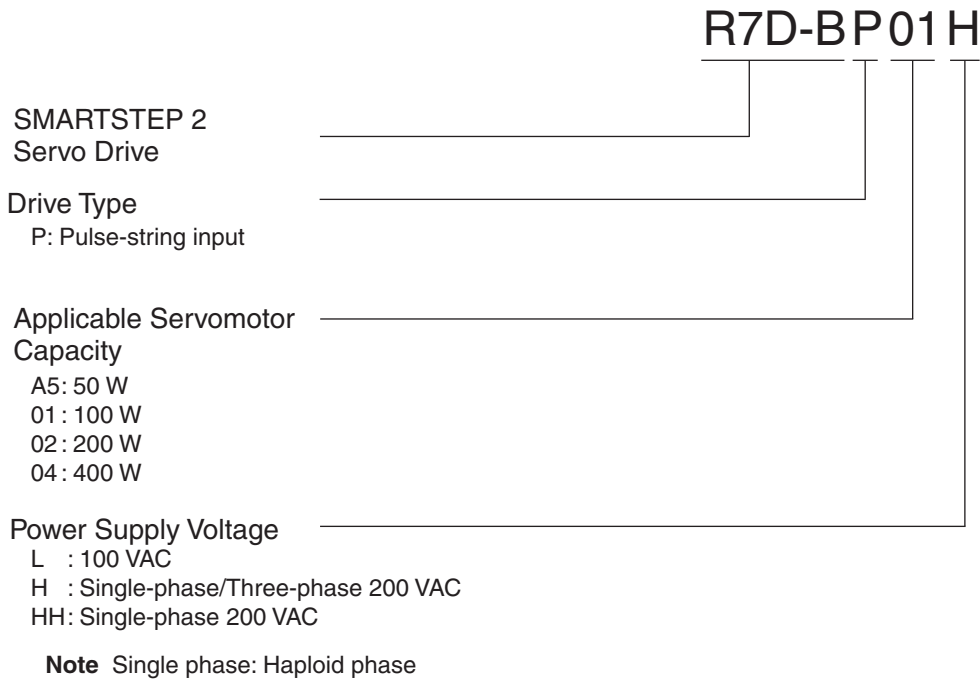 R7D-BP01H
SMARTSTEP 2
Servo Drive
Drive Type
P: Pulse-string input
Applicable Servomotor
Capacity
A5: 50 W
01 : 100 W
02 : 200 W
04 : 400 W
Power Supply Voltage
L : 100 VAC
H : Single-phase/Three-phase 200 VAC
HH: Single-phase 200 VAC
Note Single phase: Haploid phase